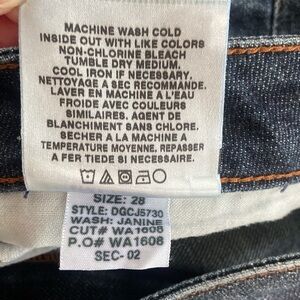 MACHINE WASH COLD
INSIDE OUT WITH LIKE COLORS
NON-CHLORINE BLEACH
TUMBLE DRY MEDIUM.
COOL IRON IF NECESSARY.
NETTOYAGE A SEC RECOMMANDE.
LAVER EN MACHINE A L'EAU
FROIDE AVEC COULEURS
SIMILAIRES. AGENT DE
BLANCHIMENT SANS CHLORE.
SECHER A LA MACHINE A
TEMPERATURE MOYENNE, REPASSER
A FER TIEDE SI NECESSAIRE.
SIZE: 28
STYLE: DGCJ5730
WASH: JANINE
CUT# WA1608
P.O# WA1608
SEC- 02